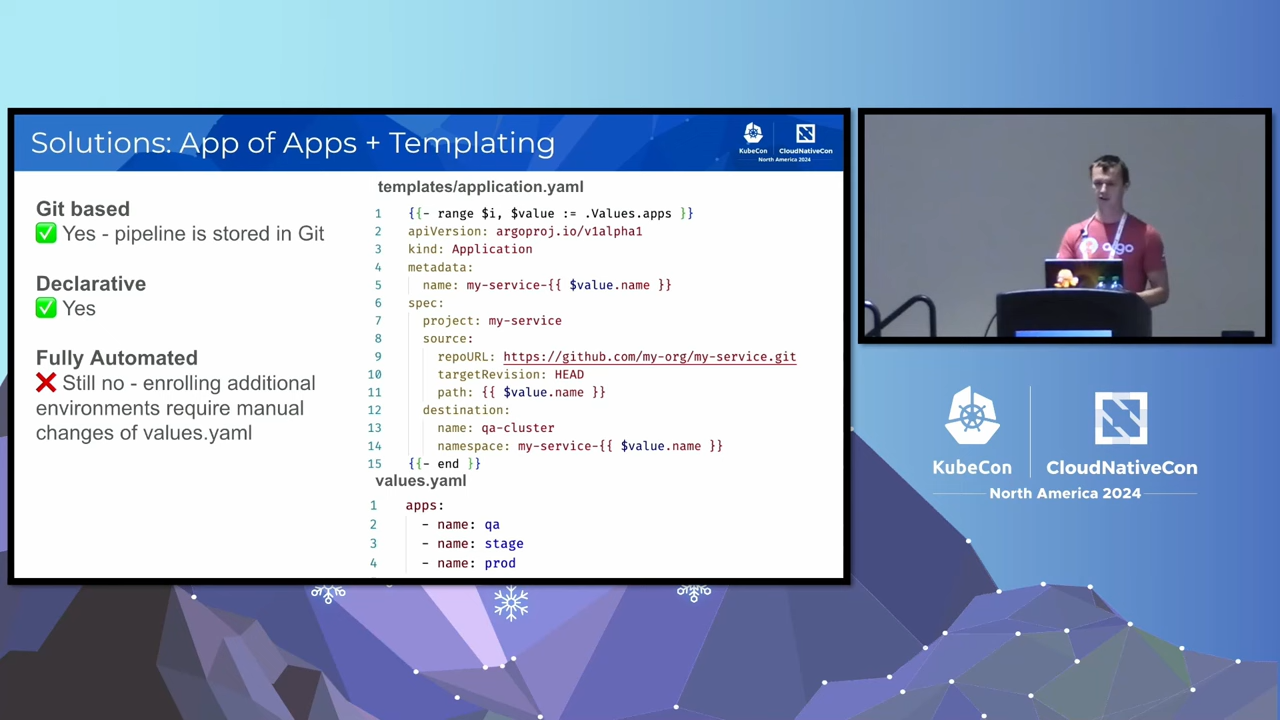 Solutions: App of Apps + Templating
KubeCon
CloudNativeCon
North America 2024
Git based
✅ Yes - pipeline is stored in Git
Declarative
✅ Yes
Fully Automated
❌ Still no - enrolling additional
environments require manual
changes of values.yaml
templates/application.yaml
1 {{- range $i, $value := .Values.apps }}
2 apiVersion: argoproj.io/v1alpha1
3 kind: Application
4 metadata:
5 name: my-service-{{ $value.name }}
6 spec:
7 project: my-service
8 source:
9 repoURL: https://github.com/my-org/my-service.git
10 targetRevision: HEAD
11 path: {{ $value.name }}
12 destination:
13 name: qa-cluster
14 namespace: my-service-{{ $value.name }}
15 {{- end }}
values.yaml
1 apps:
2 - name: qa
3 - name: stage
4 - name: prod
argo
KubeCon
CloudNativeCon
North America 2024